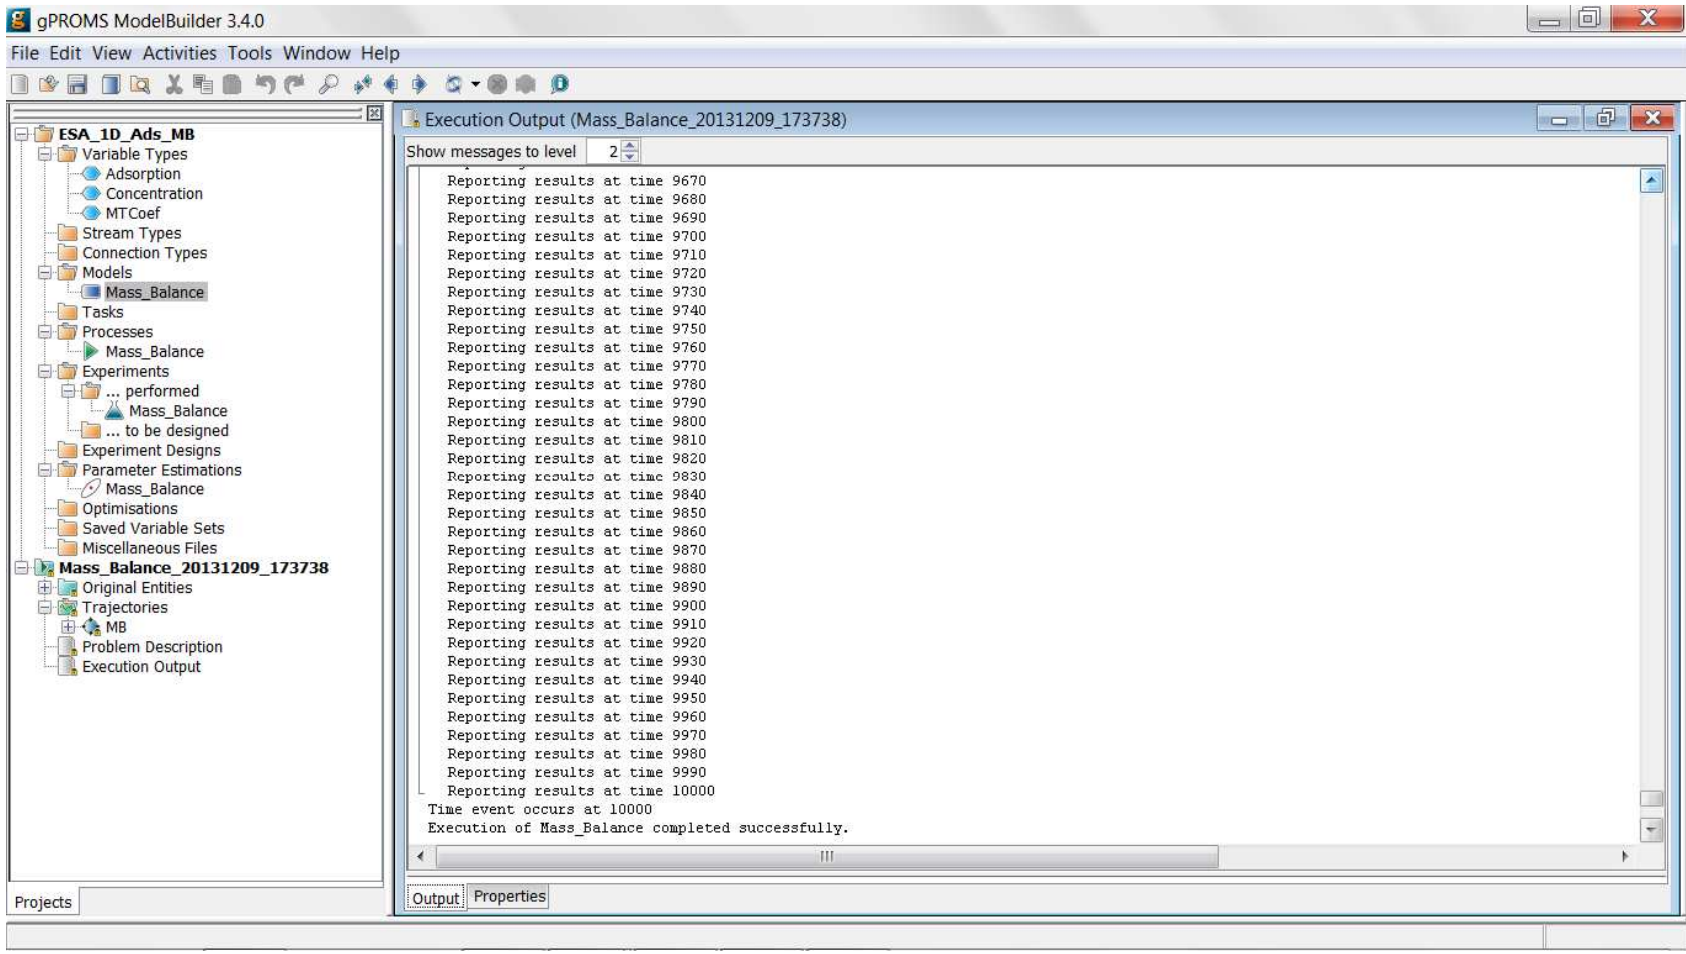 gPROMS ModelBuilder 3.4.0
File Edit View Activities Tools Window Help
ESA_1D_Ads_MB
Variable Types
Adsorption
Concentration
MTCoef
Stream Types
Connection Types
Models
Mass_Balance
Tasks
Processes
Mass_Balance
Experiments
... performed
Mass_Balance
... to be designed
Experiment Designs
Parameter Estimations
Mass_Balance
Optimisations
Saved Variable Sets
Miscellaneous Files
Mass_Balance_20131209_173738
Original Entities
Trajectories
MB
Problem Description
Execution Output
Projects
Execution Output (Mass_Balance_20131209_173738)
Show messages to level 2
Reporting results at time 9670
Reporting results at time 9680
Reporting results at time 9690
Reporting results at time 9700
Reporting results at time 9710
Reporting results at time 9720
Reporting results at time 9730
Reporting results at time 9740
Reporting results at time 9750
Reporting results at time 9760
Reporting results at time 9770
Reporting results at time 9780
Reporting results at time 9790
Reporting results at time 9800
Reporting results at time 9810
Reporting results at time 9820
Reporting results at time 9830
Reporting results at time 9840
Reporting results at time 9850
Reporting results at time 9860
Reporting results at time 9870
Reporting results at time 9880
Reporting results at time 9890
Reporting results at time 9900
Reporting results at time 9910
Reporting results at time 9920
Reporting results at time 9930
Reporting results at time 9940
Reporting results at time 9950
Reporting results at time 9960
Reporting results at time 9970
Reporting results at time 9980
Reporting results at time 9990
Reporting results at time 10000
Time event occurs at 10000
Execution of Mass_Balance completed successfully.
Output Properties